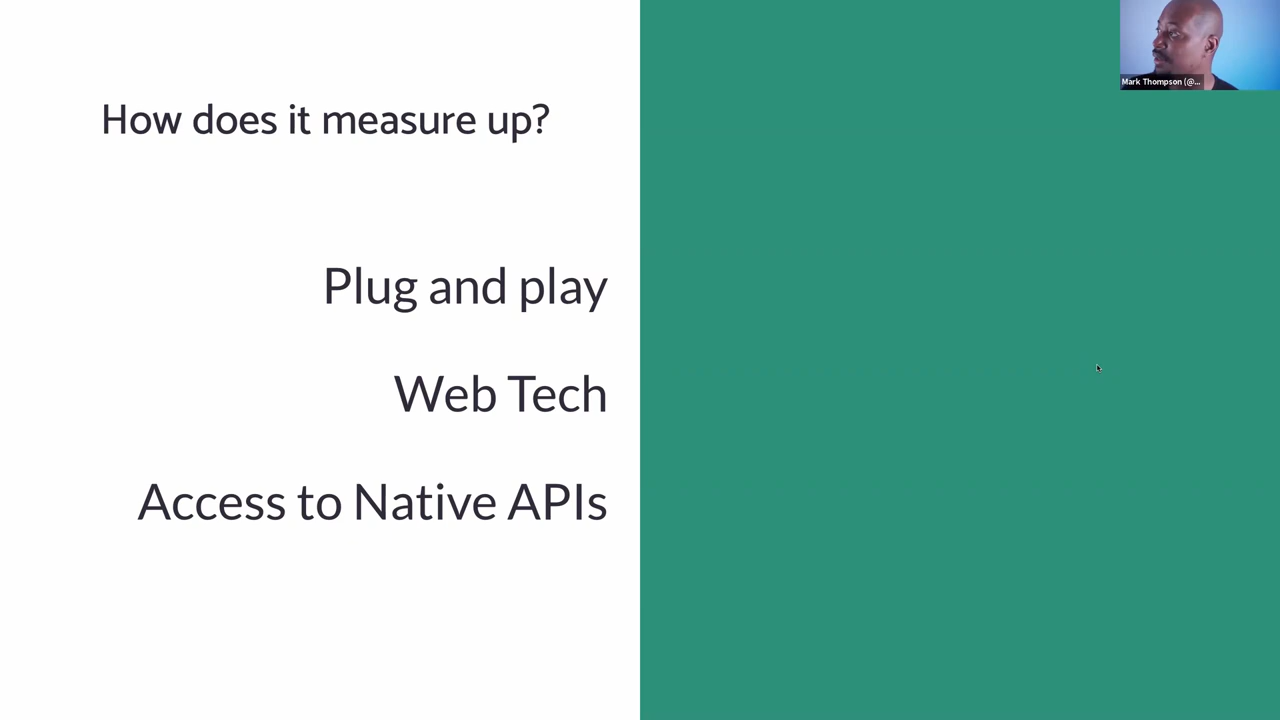 How does it measure up?
Plug and play
Web Tech
Access to Native APIs
Mark Thompson (@...